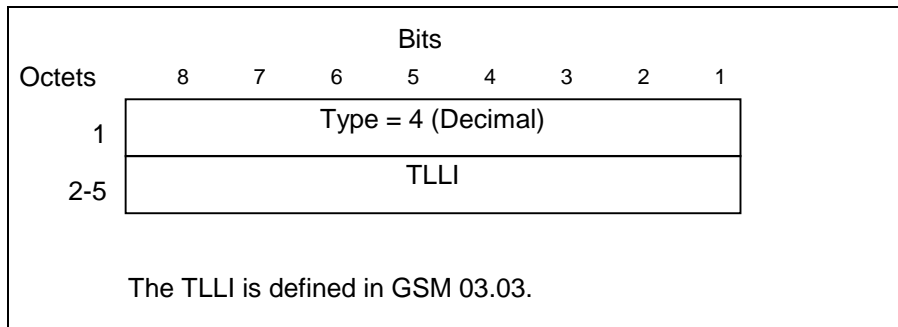 Bits
Octets 8 7 6 5 4 3 2 1
1 Type = 4 (Decimal)
2-5 TLLI
The TLLI is defined in GSM 03.03.